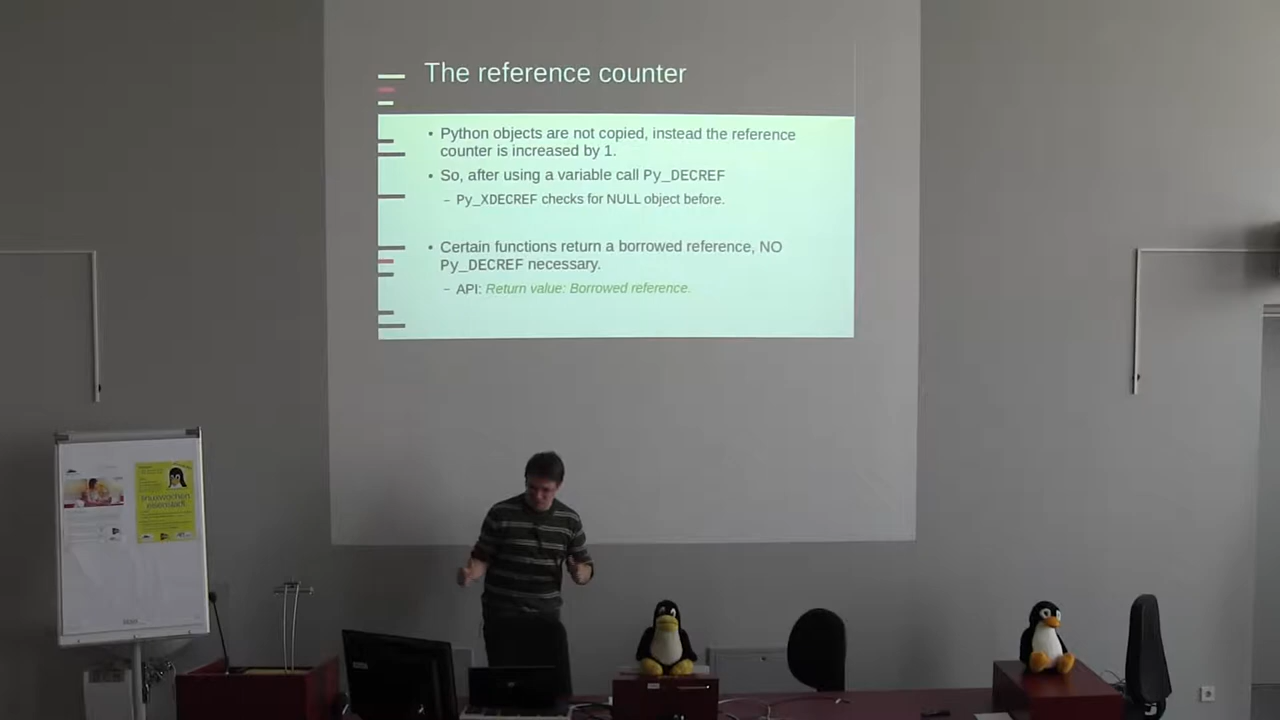 The reference counter
• Python objects are not copied, instead the reference
counter is increased by 1.
• So, after using a variable call Py_DECREF
– Py_XDECREF checks for NULL object before.
• Certain functions return a borrowed reference, NO
Py_DECREF necessary.
– API: Return value: Borrowed reference.